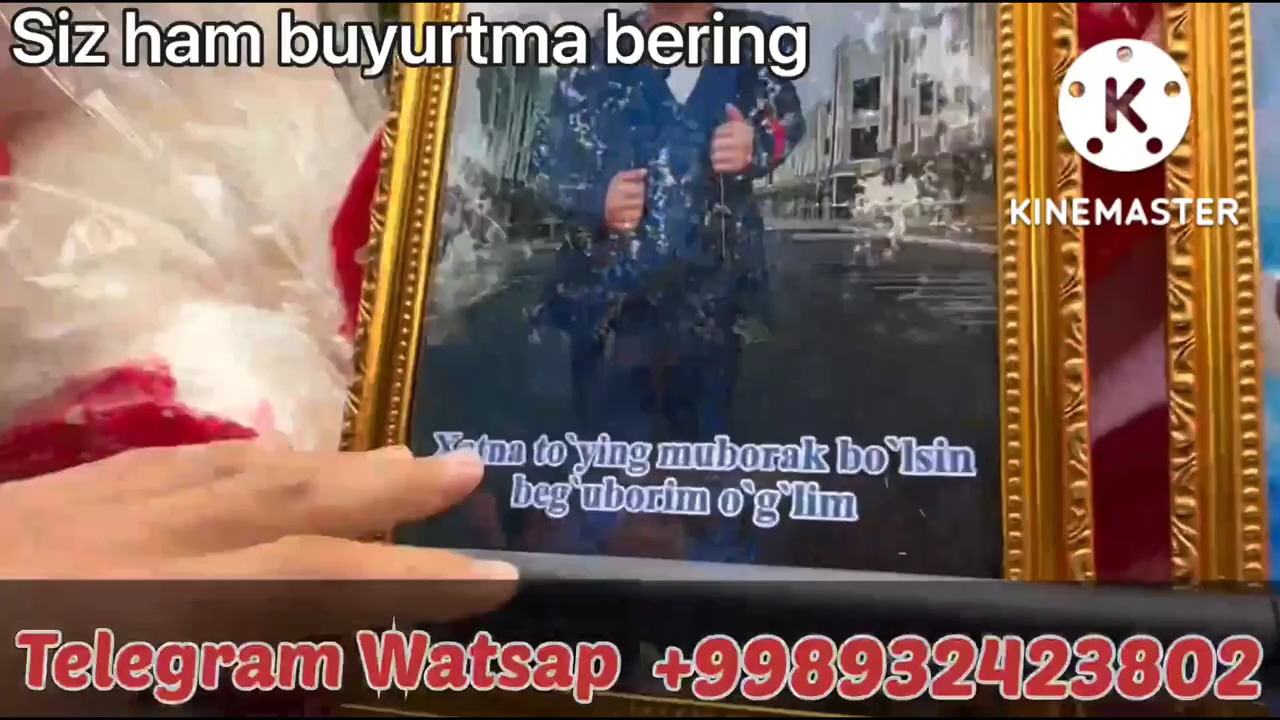 Siz ham buyurtma bering
K
KINEMASTER
to`ying muborak bo`lsin
beg`uborim o`g`lim
Telegram Watsap +998932423802